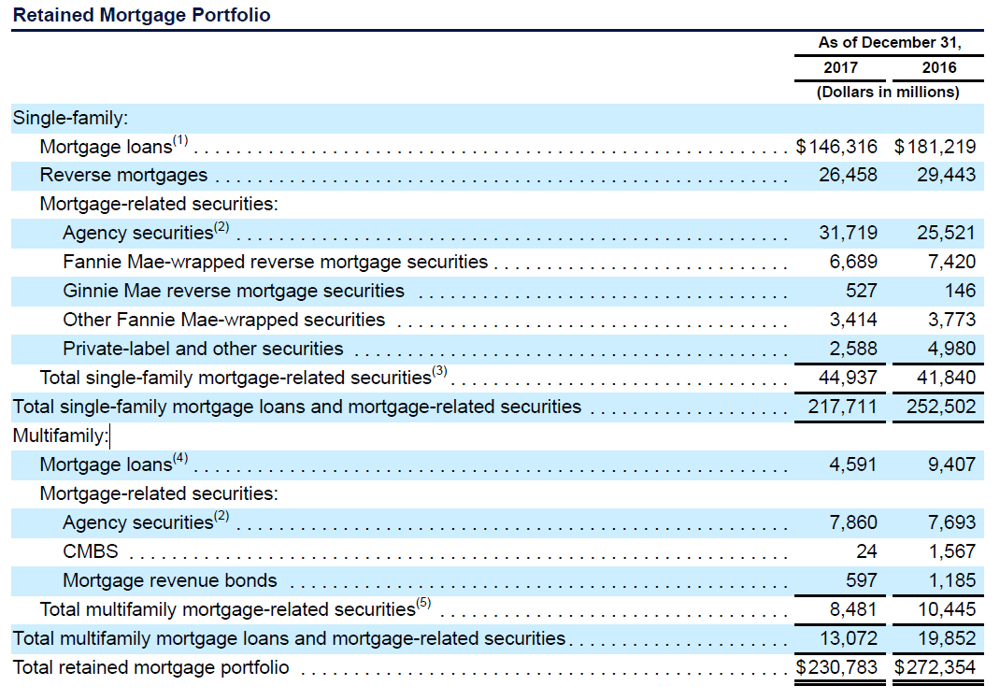 Retained Mortgage Portfolio
As of December 31,
2017 2016
(Dollars in millions)
Single-family:
Mortgage loans(1) . . . . . . . . . . $146,316 $181,219
Reverse mortgages . . . . . . . . . . 26,458 29,443
Mortgage-related securities:
Agency securities(2) . . . . . . . . . . 31,719 25,521
Fannie Mae-wrapped reverse mortgage securities . . . . . . . . . . 6,689 7,420
Ginnie Mae reverse mortgage securities . . . . . . . . . . 527 146
Other Fannie Mae-wrapped securities . . . . . . . . . . 3,414 3,773
Private-label and other securities . . . . . . . . . . 2,588 4,980
Total single-family mortgage-related securities(3) . . . . . . . . . . 44,937 41,840
Total single-family mortgage loans and mortgage-related securities . . . . . . . . . . 217,711 252,502
Multifamily:
Mortgage loans(4) . . . . . . . . . . 4,591 9,407
Mortgage-related securities:
Agency securities(2) . . . . . . . . . . 7,860 7,693
CMBS . . . . . . . . . . 24 1,567
Mortgage revenue bonds . . . . . . . . . . 597 1,185
Total multifamily mortgage-related securities(5) . . . . . . . . . . 8,481 10,445
Total multifamily mortgage loans and mortgage-related securities . . . . . . . . . . 13,072 19,852
Total retained mortgage portfolio . . . . . . . . . . $230,783 $272,354